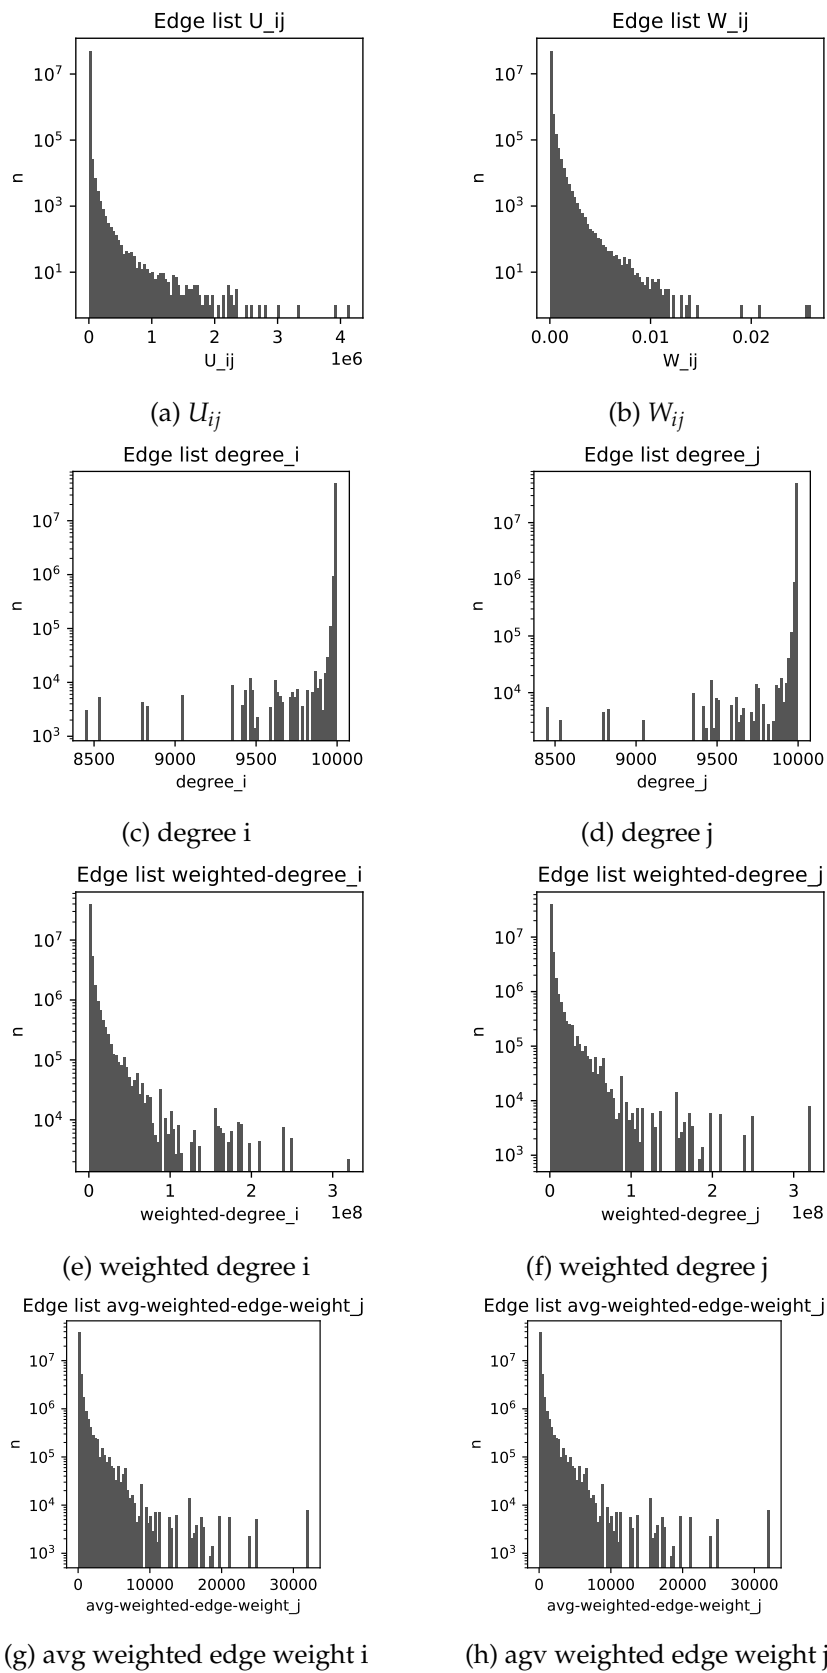 Edge list U_ij
Edge list W_ij
n
10^7
10^5
10^3
10^1
0 1 2 3 4
1e6
U_ij
n
10^7
10^5
10^3
10^1
0.00 0.01 0.02
W_ij
(a) U_ij
(b) W_ij
Edge list degree_i
Edge list degree_j
n
10^7
10^6
10^5
10^4
10^3
8500 9000 9500 10000
degree_i
n
10^7
10^6
10^5
10^4
8500 9000 9500 10000
degree_j
(c) degree i
(d) degree j
Edge list weighted-degree_i
Edge list weighted-degree_j
n
10^7
10^6
10^5
10^4
0 1 2 3
1e8
weighted-degree_i
n
10^7
10^6
10^5
10^4
10^3
0 1 2 3
1e8
weighted-degree_j
(e) weighted degree i
(f) weighted degree j
Edge list avg-weighted-edge-weight_j
Edge list avg-weighted-edge-weight_j
n
10^7
10^6
10^5
10^4
10^3
0 10000 20000 30000
avg-weighted-edge-weight_j
n
10^7
10^6
10^5
10^4
10^3
0 10000 20000 30000
avg-weighted-edge-weight_j
(g) avg weighted edge weight i
(h) agv weighted edge weight j